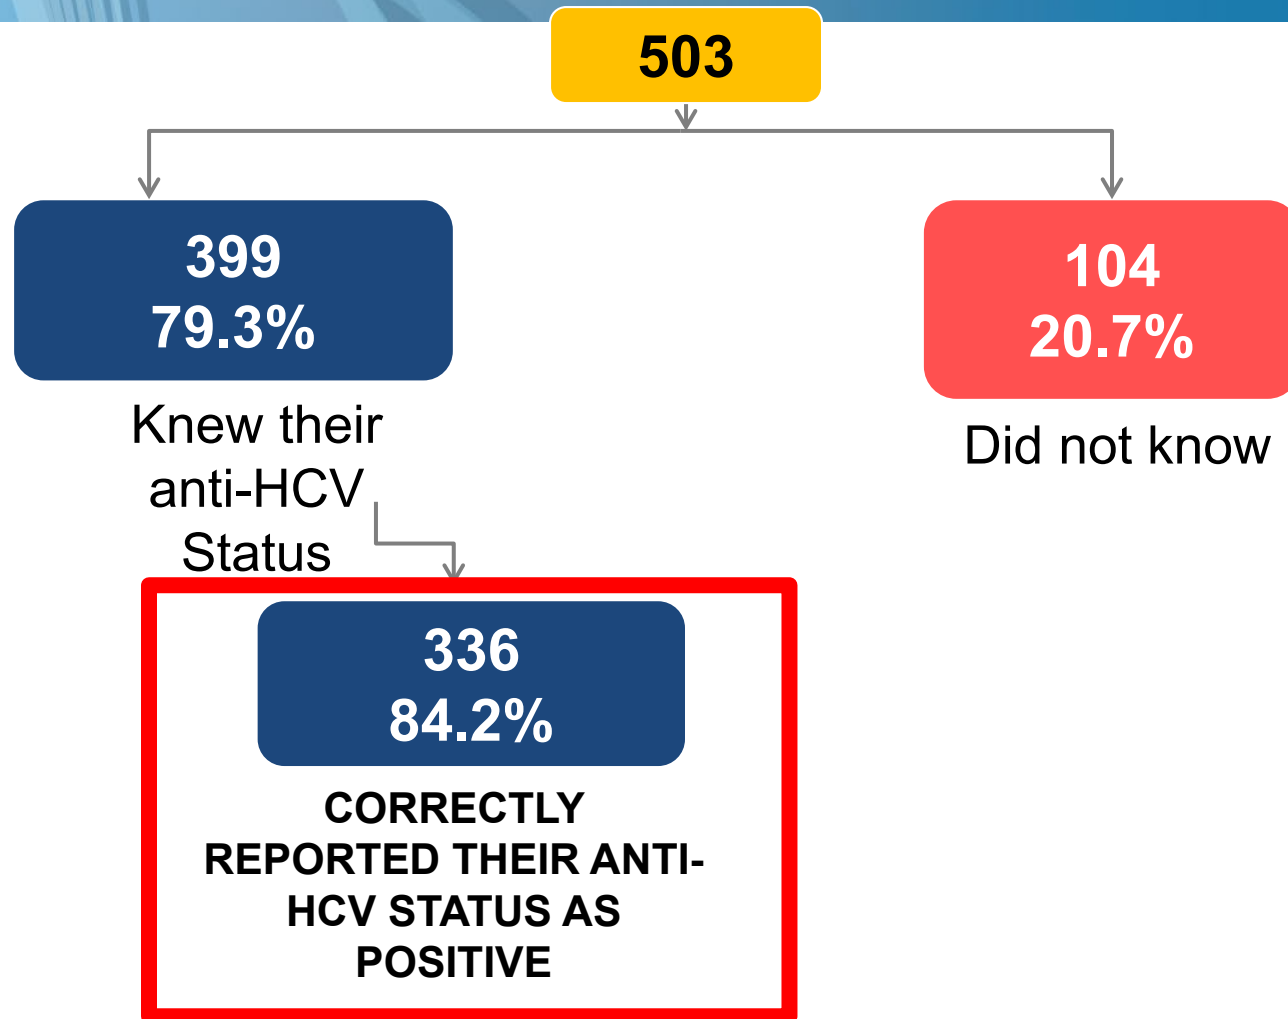 503
399
79.3%
104
20.7%
Knew their
anti-HCV
Status
Did not know
336
84.2%
CORRECTLY
REPORTED THEIR ANTI-
HCV STATUS AS
POSITIVE